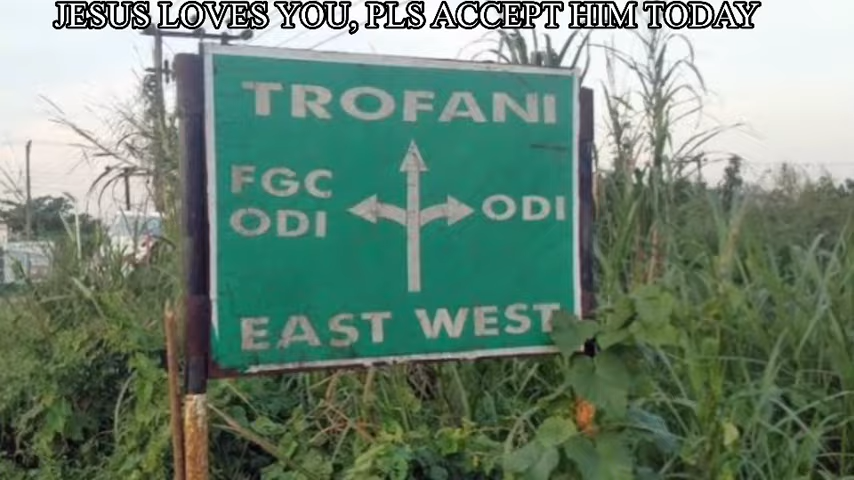 JESUS LOVES YOU, PLS ACCEPT HIM TODAY
TROFANI
FGC
ODI
ODI
EAST WEST